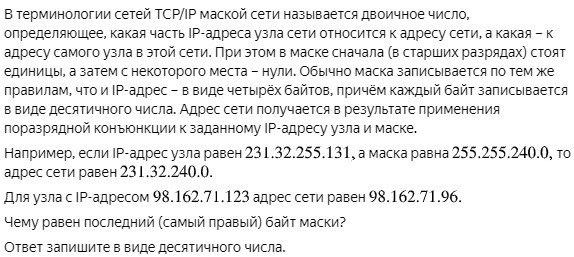 В терминологии сетей TCP/IP маской сети называется двоичное число,
определяющее, какая часть IP-адреса узла сети относится к адресу сети, а какая – к
адресу самого узла в этой сети. При этом в маске сначала (в старших разрядах) стоят
единицы, а затем с некоторого места – нули. Обычно маска записывается по тем же
правилам, что и IP-адрес – в виде четырёх байтов, причём каждый байт записывается
в виде десятичного числа. Адрес сети получается в результате применения
поразрядной конъюнкции к заданному IP-адресу узла и маске.
Например, если IP-адрес узла равен 231.32.255.131, а маска равна 255.255.240.0, то
адрес сети равен 231.32.240.0.
Для узла с IP-адресом 98.162.71.123 адрес сети равен 98.162.71.96.
Чему равен последний (самый правый) байт маски?
Ответ запишите в виде десятичного числа.